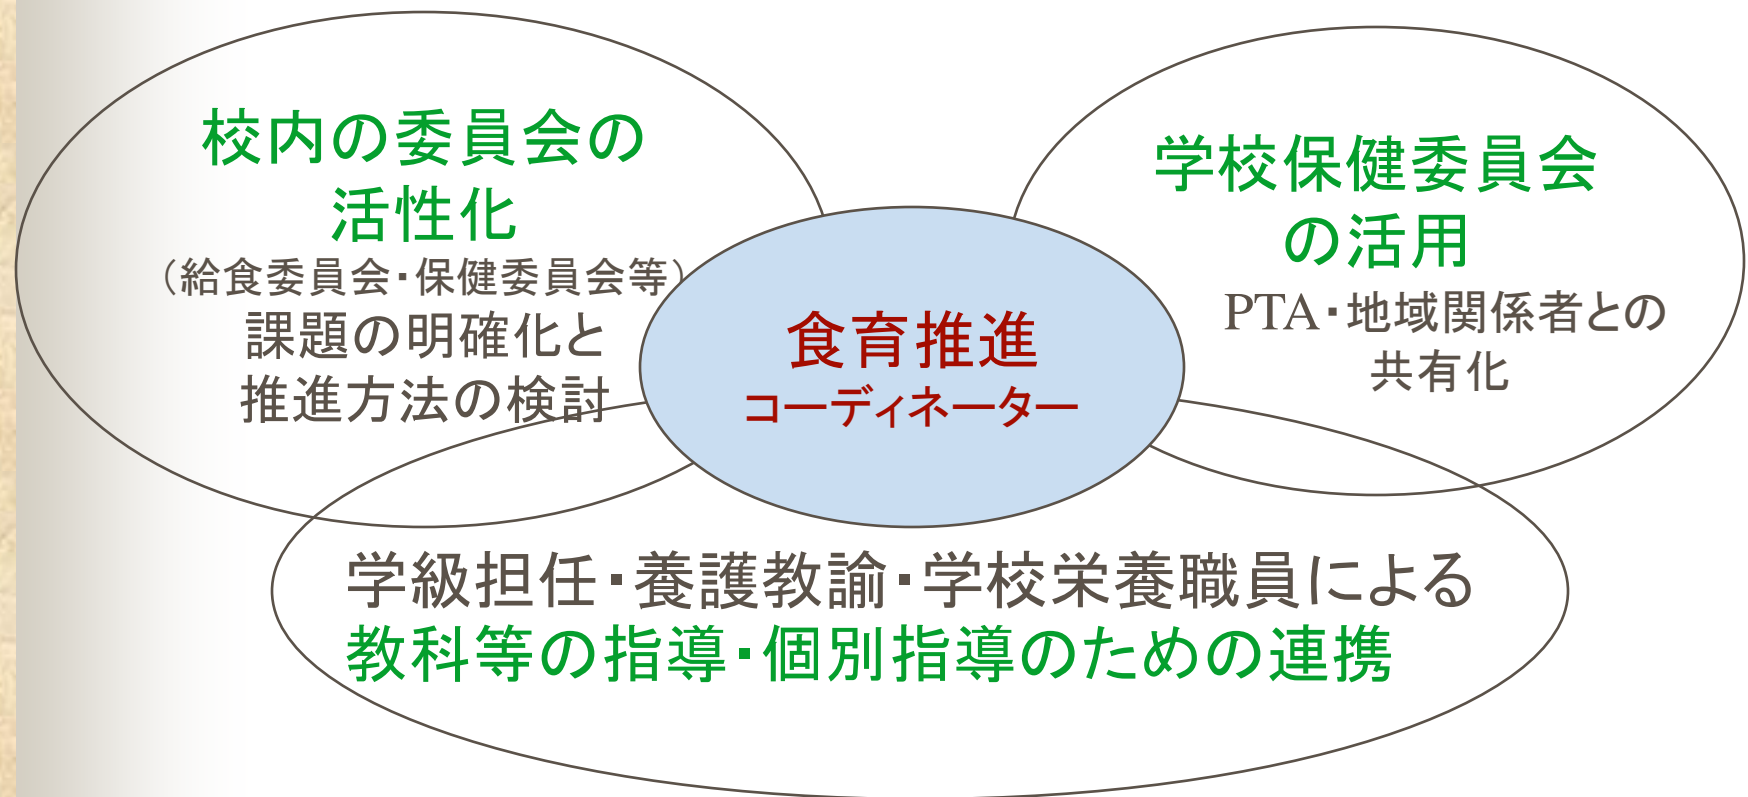 校内の委員会の
活性化
（給食委員会・保健委員会等）
課題の明確化と
推進方法の検討
学校保健委員会
の活用
PTA・地域関係者との
共有化
食育推進
コーディネーター
学級担任・養護教諭・学校栄養職員による
教科等の指導・個別指導のための連携